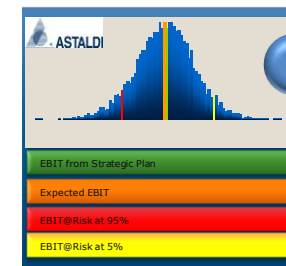 ASTALDI
EBIT from Strategic Plan
Expected EBIT
EBIT@Risk at 95%
EBIT@Risk at 5%